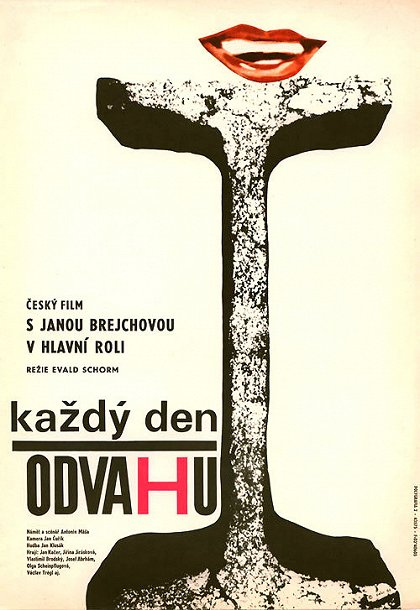 ČESKÝ FILM
S JANOU BREJCHOVOU
V HLAVNÍ ROLI
REŽIE EVALD SCHORM
každý den
ODVAHU
Námět a scénář Antonín Máša
Kamera Jan Čuřík
Hudba Jan Klusák
Hrají: Jan Kačer, Jiřina Jirásková,
Vlastimil Brodský, Josef Abrhám,
Olga Scheinpflugová,
Václav Trégl aj.